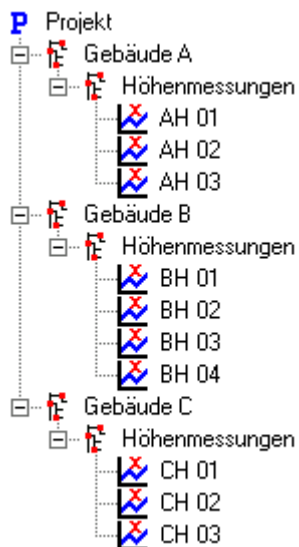 P Projekt
Gebäude A
Höhenmessungen
AH 01
AH 02
AH 03
Gebäude B
Höhenmessungen
BH 01
BH 02
BH 03
BH 04
Gebäude C
Höhenmessungen
CH 01
CH 02
CH 03